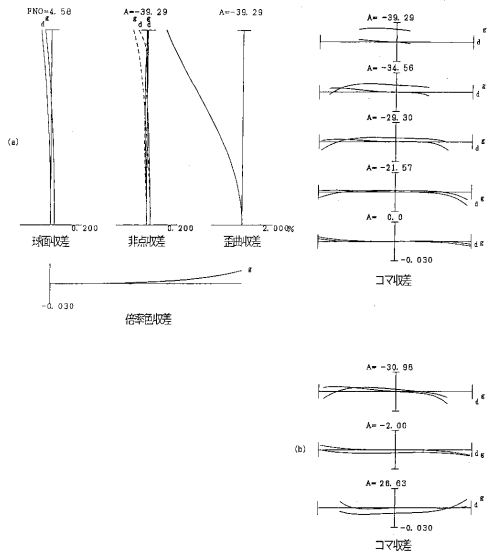 FNO=4.58
A=-39.29
A=-39.29
g
d
g
d
d
g
(a)
0.200
0.200
2.000%
球面収差
非点収差
歪曲収差
g
-0.030
倍率色収差
A= -39.29
g
d
A= -34.56
g
d
A= -29.30
g
d
A= -21.57
g
d
A= 0.0
g
d
-0.030
コマ収差
(b)
A= -30.98
g
d
A= -2.00
d g
A= 26.63
g
d
-0.030
コマ収差